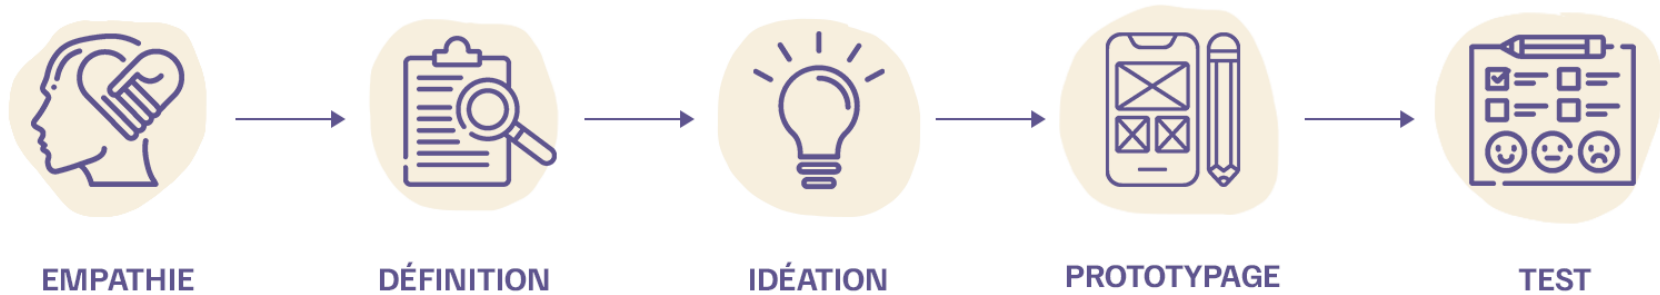 EMPATHIE
DÉFINITION
IDÉATION
PROTOTYPAGE
TEST